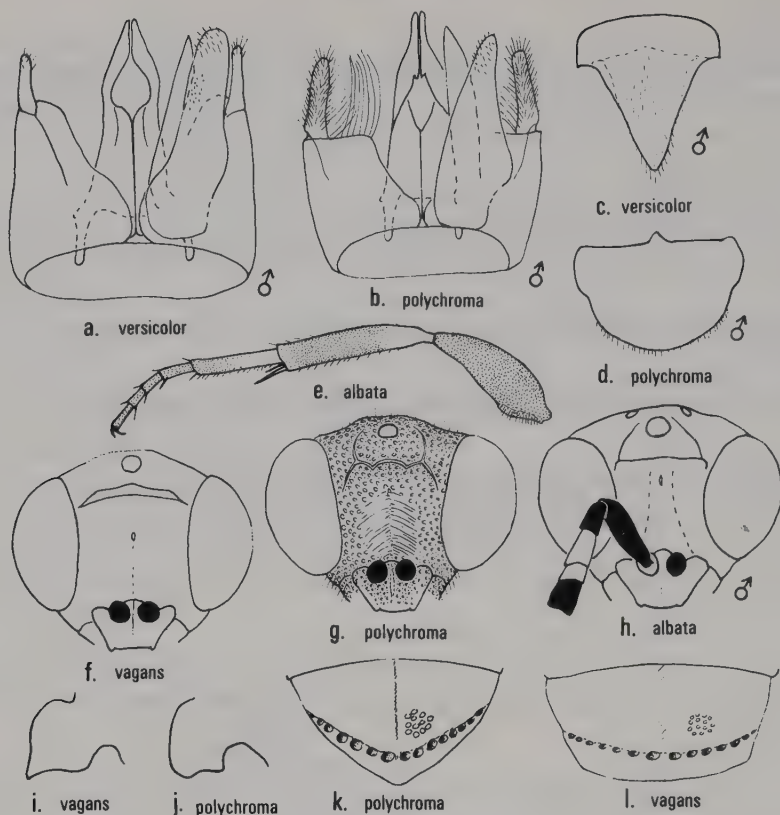 a. versicolor
♂
b. polychroma
♂
c. versicolor
♂
d. polychroma
♂
e. albata
f. vagans
g. polychroma
h. albata
♂
i. vagans
j. polychroma
k. polychroma
l. vagans